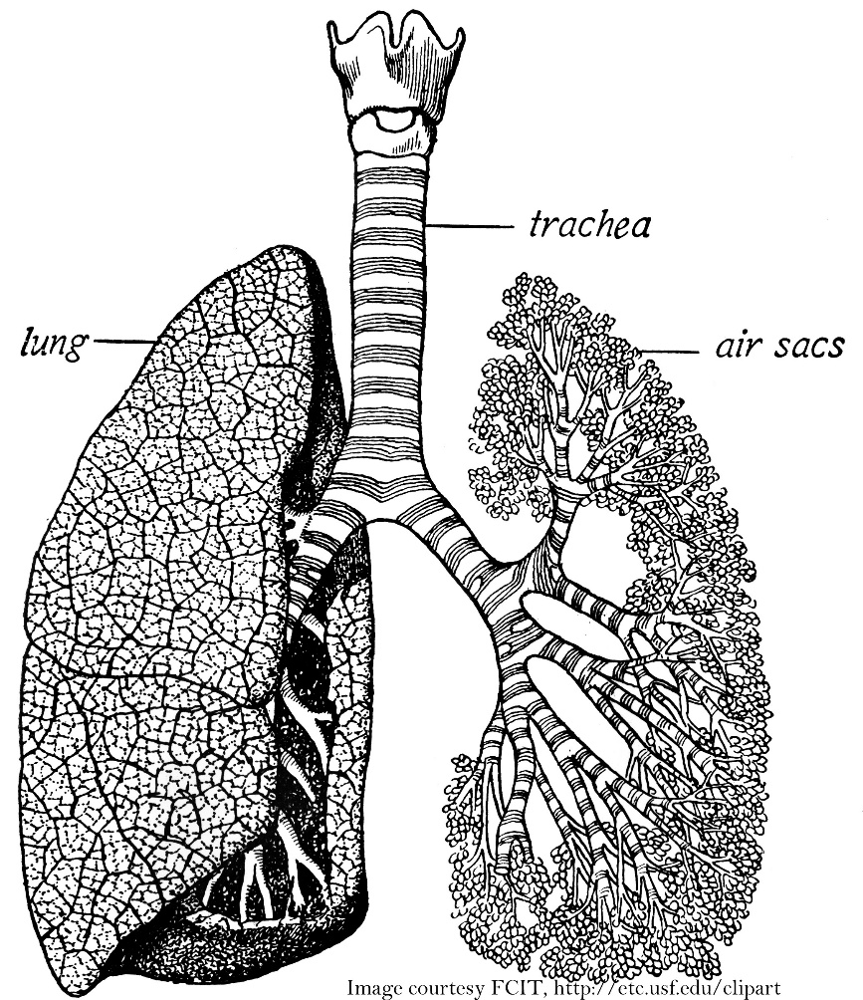 trachea
lung
air sacs
Image courtesy FCIT, http://etc.usf.edu/clipart